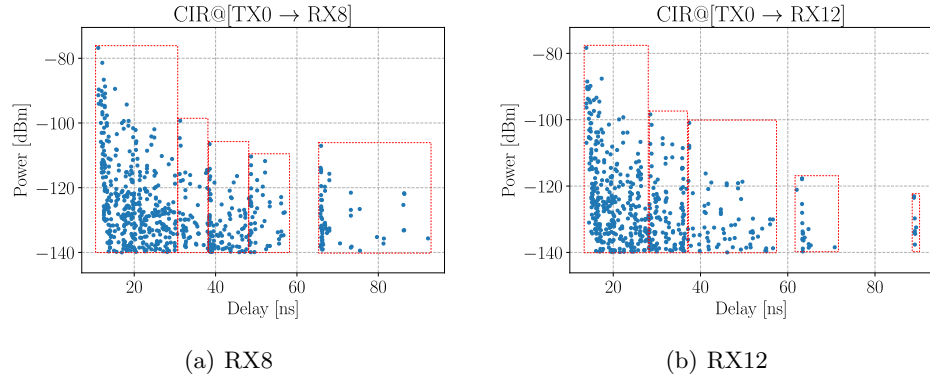 CIR@[TX0 → RX8]
Power [dBm]
−80
−100
−120
−140
20
40
60
80
Delay [ns]
(a) RX8
CIR@[TX0 → RX12]
Power [dBm]
−80
−100
−120
−140
20
40
60
80
Delay [ns]
(b) RX12